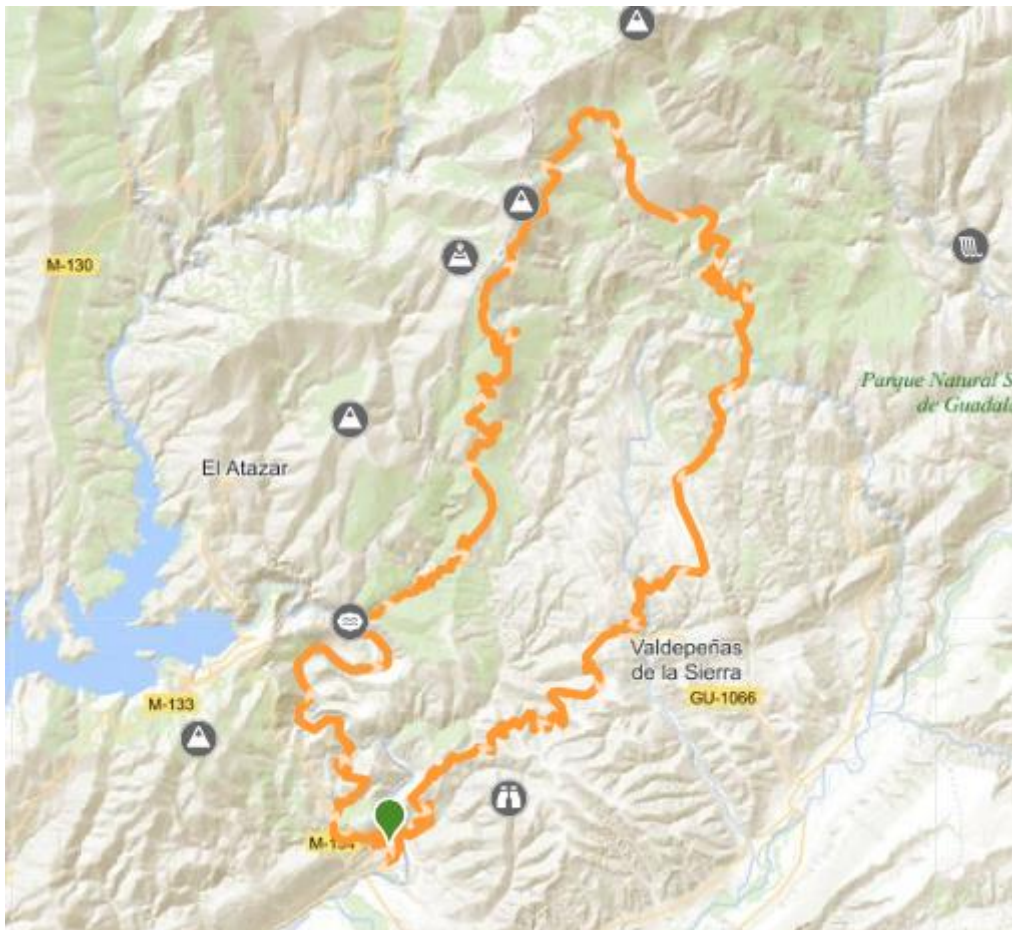 M-130
Parque Natural S
de Guadala
El Atazar
Valdepeñas
de la Sierra
GU-1066
M-133